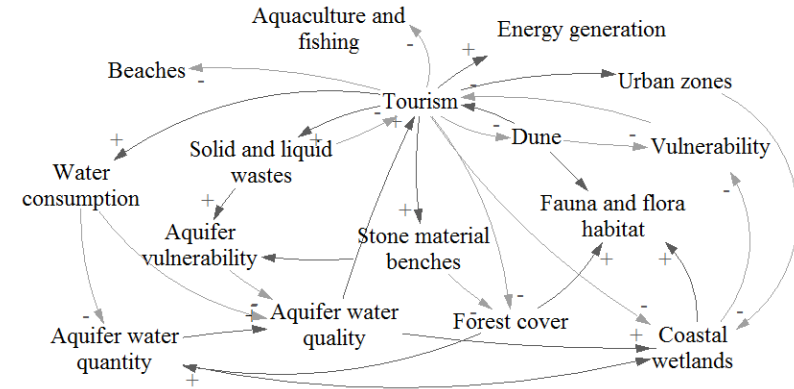 Aquaculture and
fishing
Energy generation
-
+
Beaches
-
-
Urban zones
Tourism
+
+
-
+
-
Dune
-
Vulnerability
Solid and liquid
wastes
Water
consumption
+
-
Fauna and flora
habitat
+
Aquifer
vulnerability
Stone material
benches
+
+
-
-
-
+
-
-
-
-
Aquifer water
quality
Forest cover
Aquifer water
quantity
+
Coastal
wetlands
+